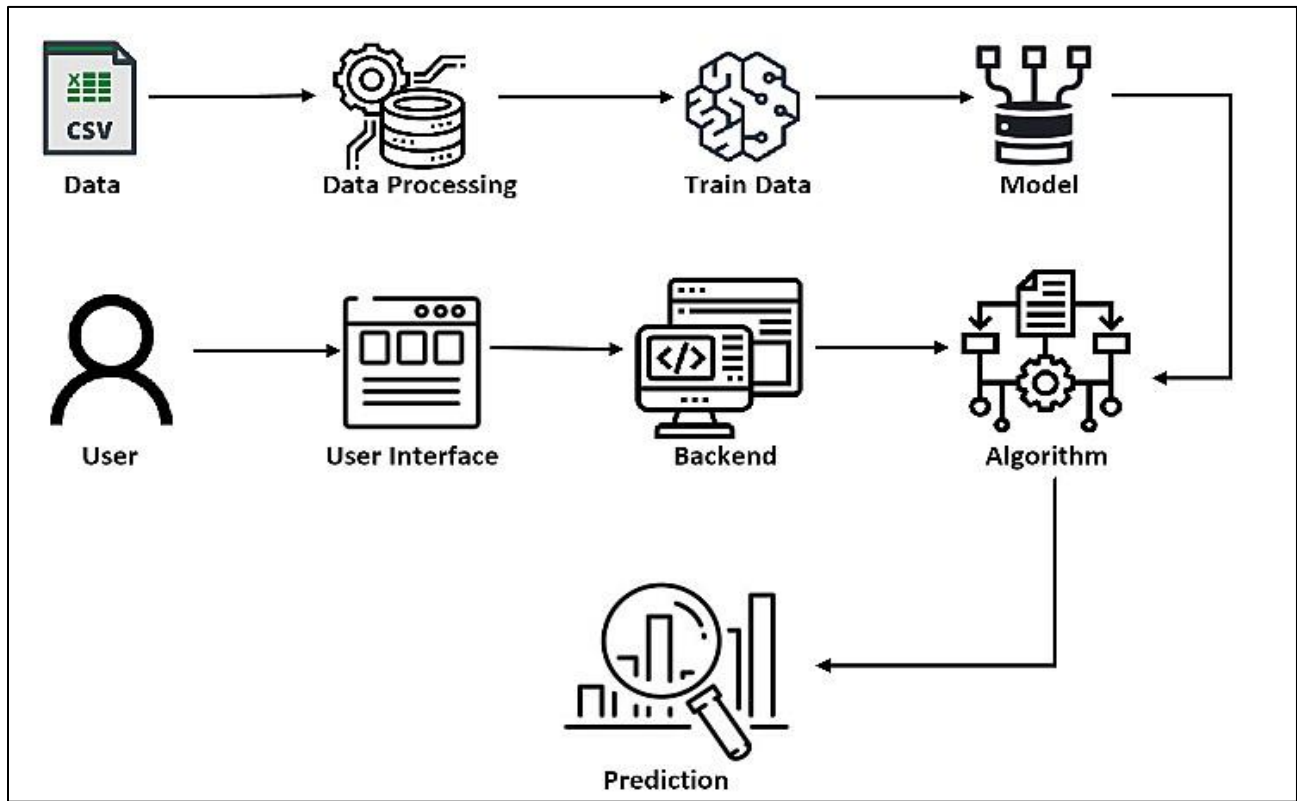 X
CSV
Data
Data Processing
Train Data
Model
</>
User
User Interface
Backend
Algorithm
Prediction